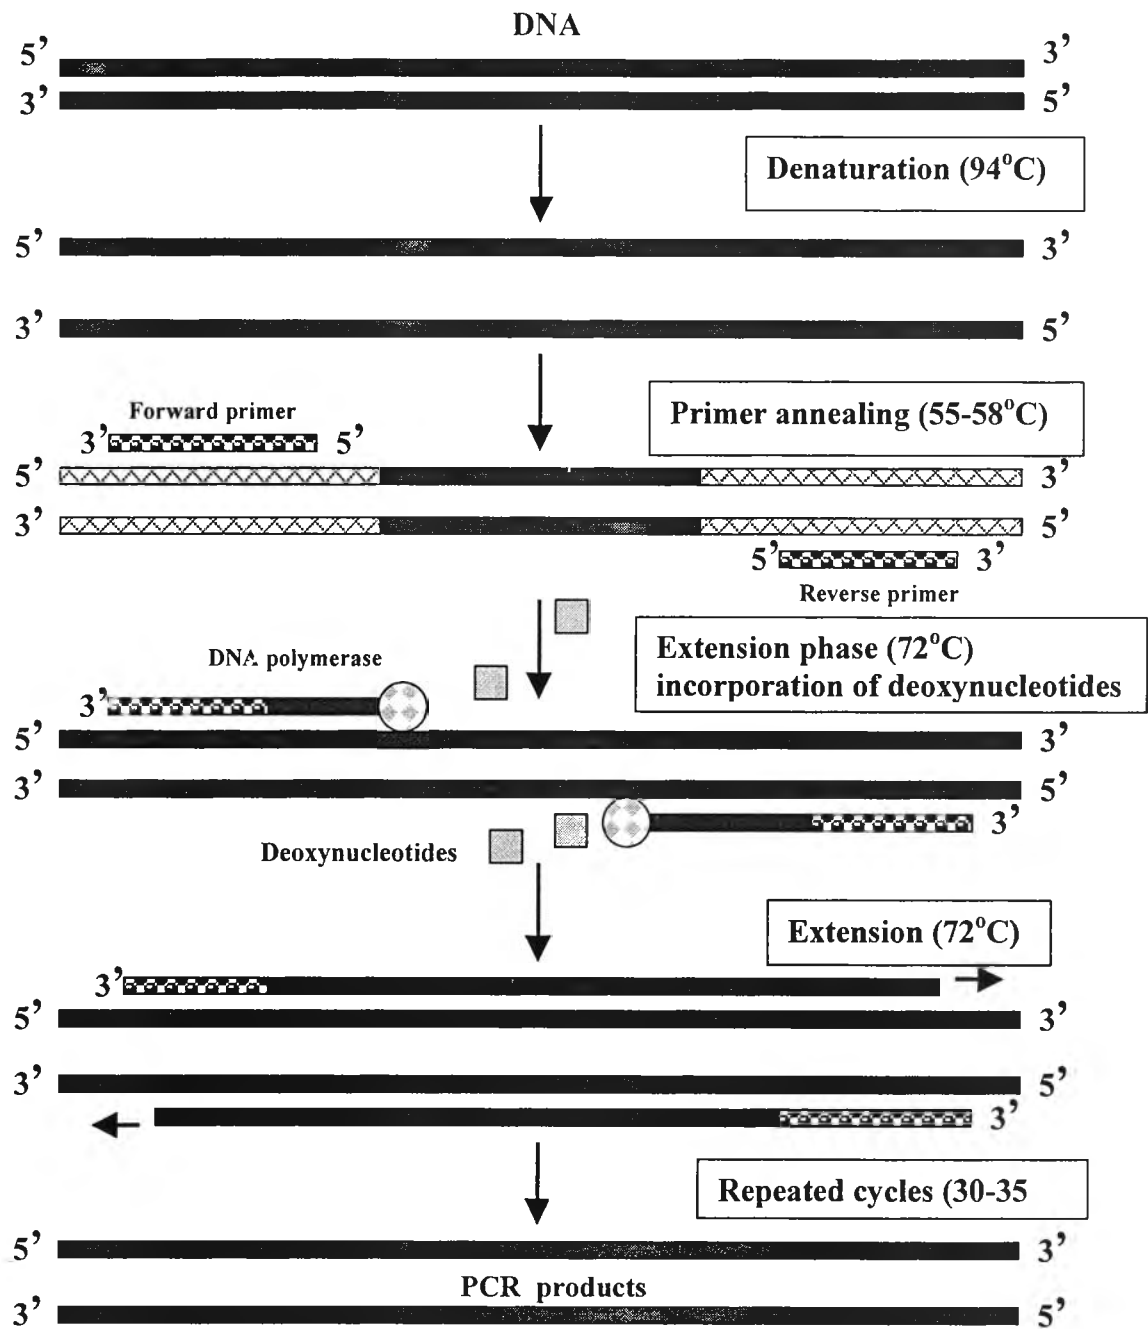 DNA
5’ 3’
3’ 5’
Denaturation (94°C)
5’ 3’
3’ 5’
Forward primer
Primer annealing (55-58°C)
3’ 5’
5’ 3’
3’ 5’
5’ 3’
Reverse primer
Extension phase (72°C)
incorporation of deoxynucleotides
DNA polymerase
3’
5’ 3’
3’ 5’
3’
Deoxynucleotides
Extension (72°C)
3’
5’ 3’
3’ 5’
3’
Repeated cycles (30-35
5’ 3’
PCR products
3’ 5’